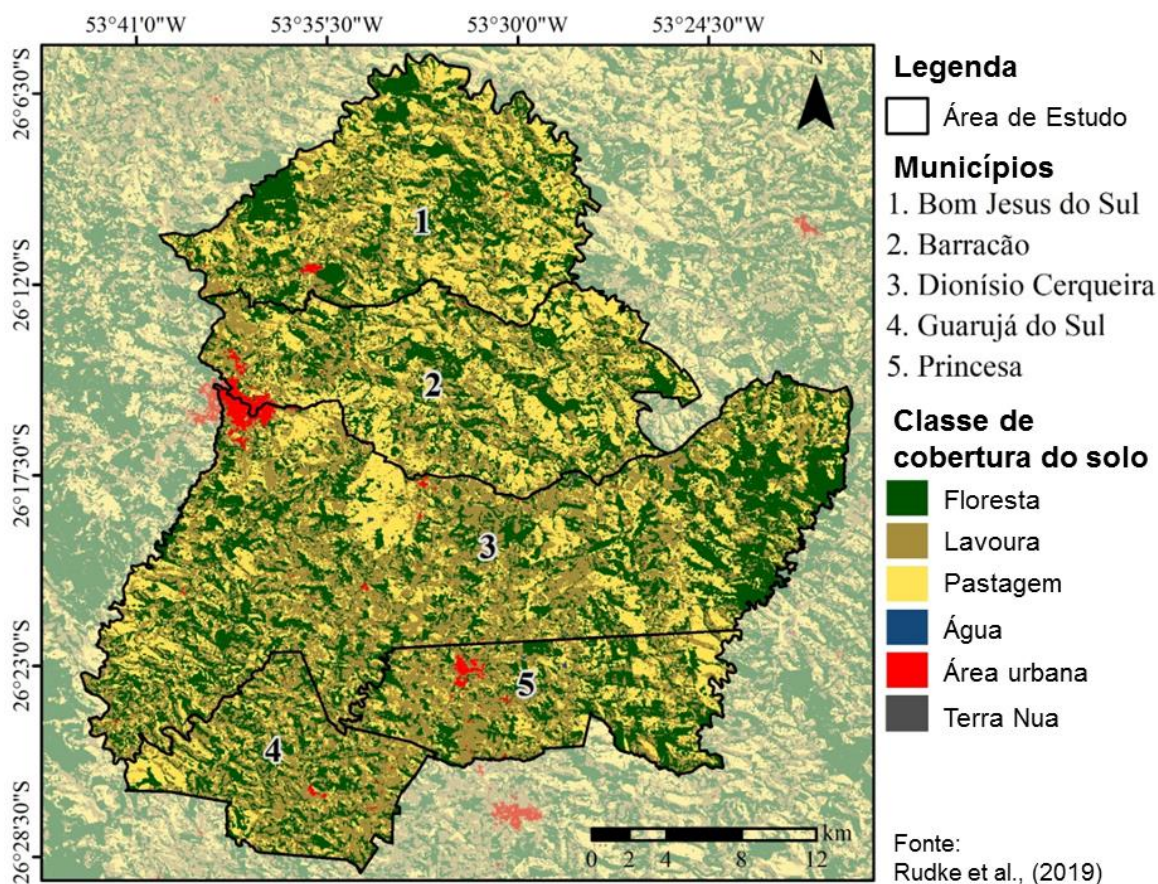 53°41'0"W 53°35'30"W 53°30'0"W 53°24'30"W
26°6'30"S
26°12'0"S
26°17'30"S
26°23'0"S
26°28'30"S
N
1
2
3
4
5
km
0 2 4 8 12
Legenda
Área de Estudo
Municípios
1. Bom Jesus do Sul
2. Barracão
3. Dionísio Cerqueira
4. Guarujá do Sul
5. Princesa
Classe de
cobertura do solo
Floresta
Lavoura
Pastagem
Água
Área urbana
Terra Nua
Fonte:
Rudke et al., (2019)